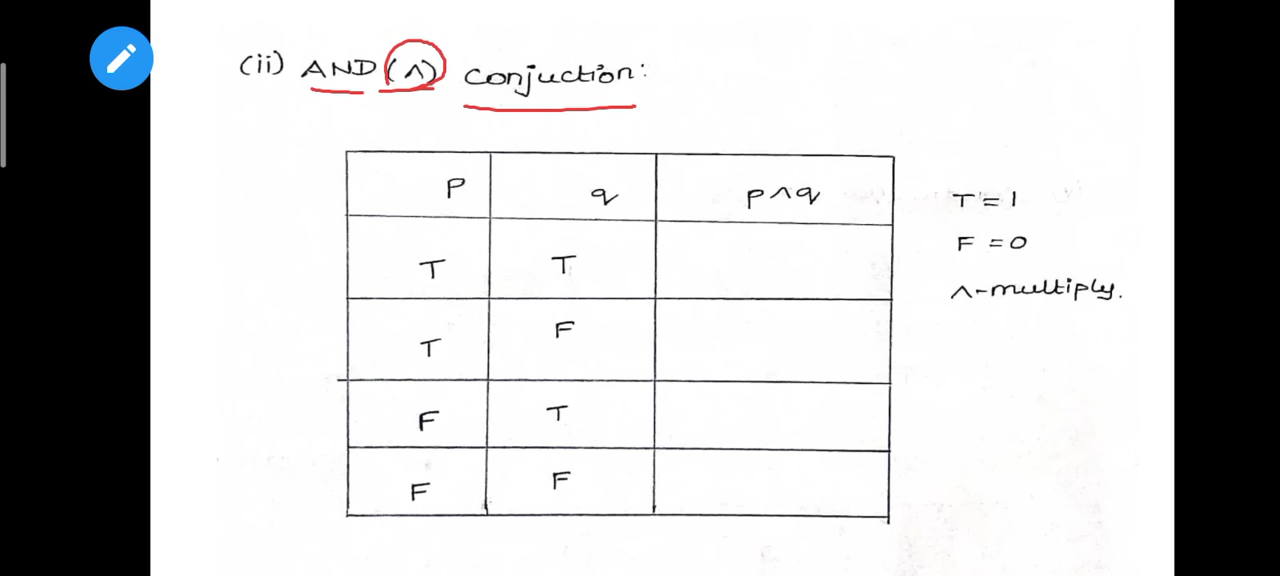 (ii) AND (∧) conjuction:
P q p∧q
T T
T F
F T
F F
T = 1
F = 0
∧-multiply.